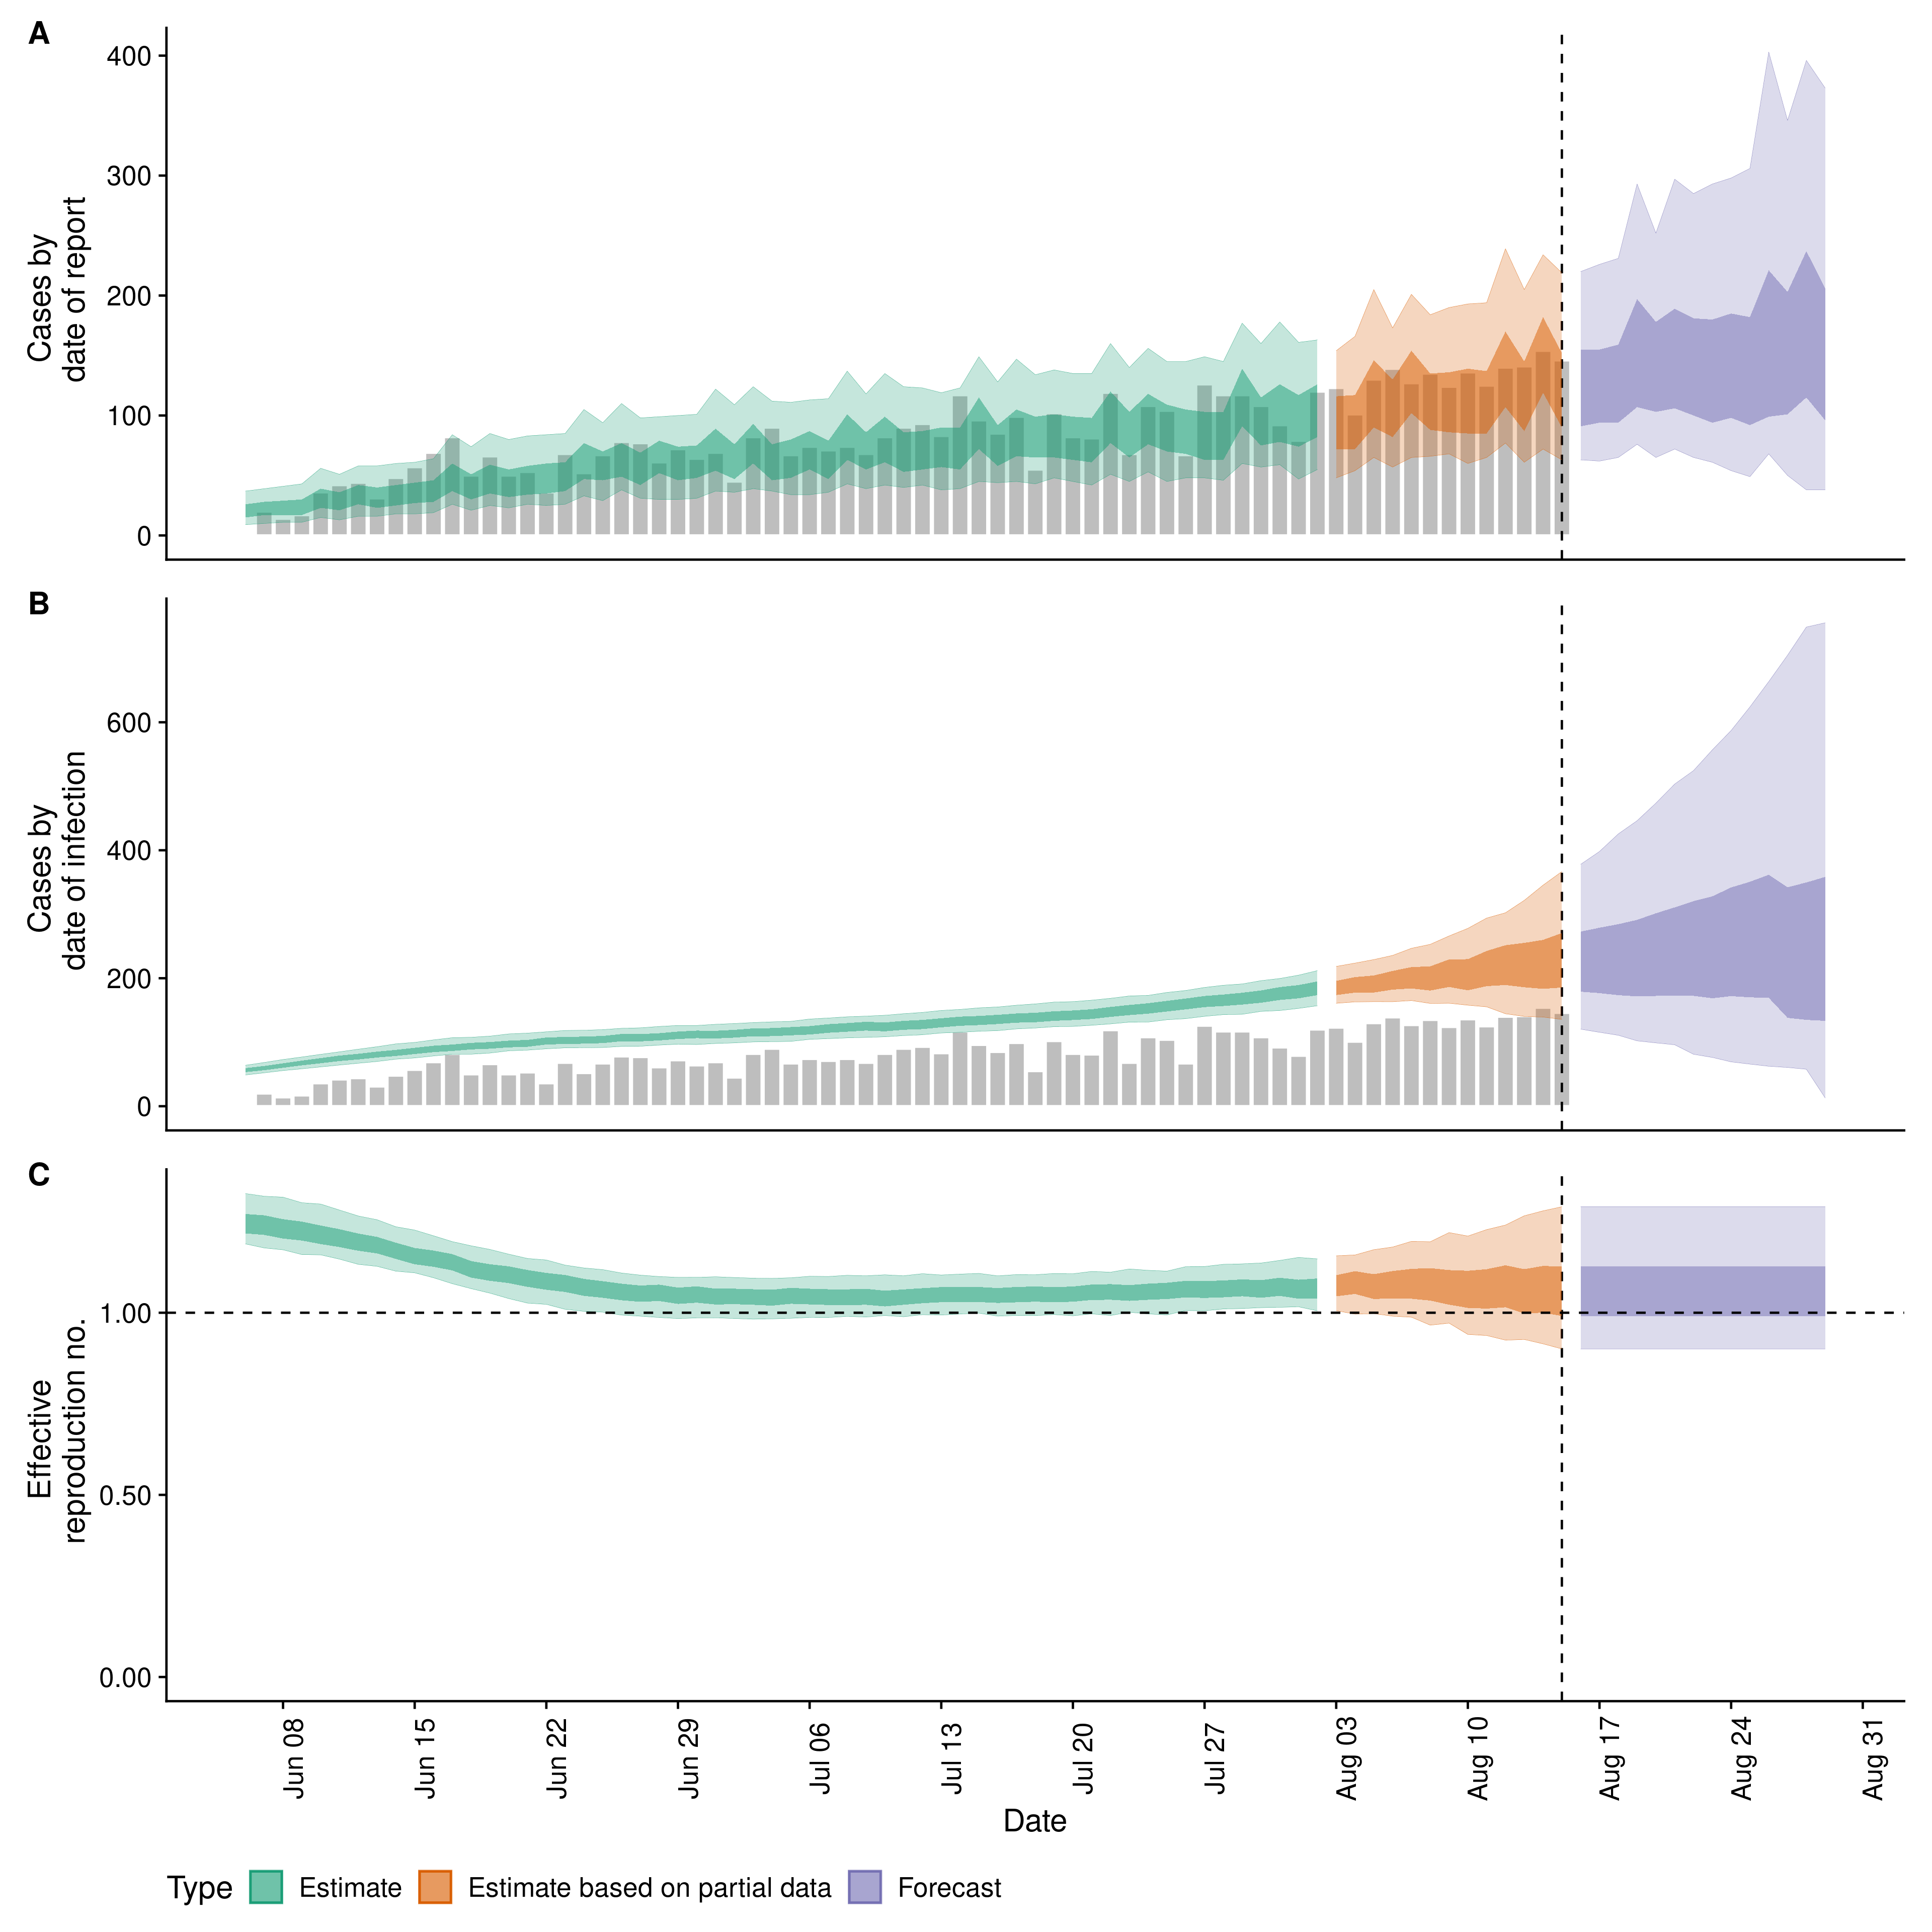 A
Cases by
date of report
400
300
200
100
0
B
Cases by
date of infection
600
400
200
0
C
Effective
reproduction no.
1.00
0.50
0.00
Jun 08
Jun 15
Jun 22
Jun 29
Jul 06
Jul 13
Jul 20
Jul 27
Aug 03
Aug 10
Aug 17
Aug 24
Aug 31
Date
Type Estimate Estimate based on partial data Forecast